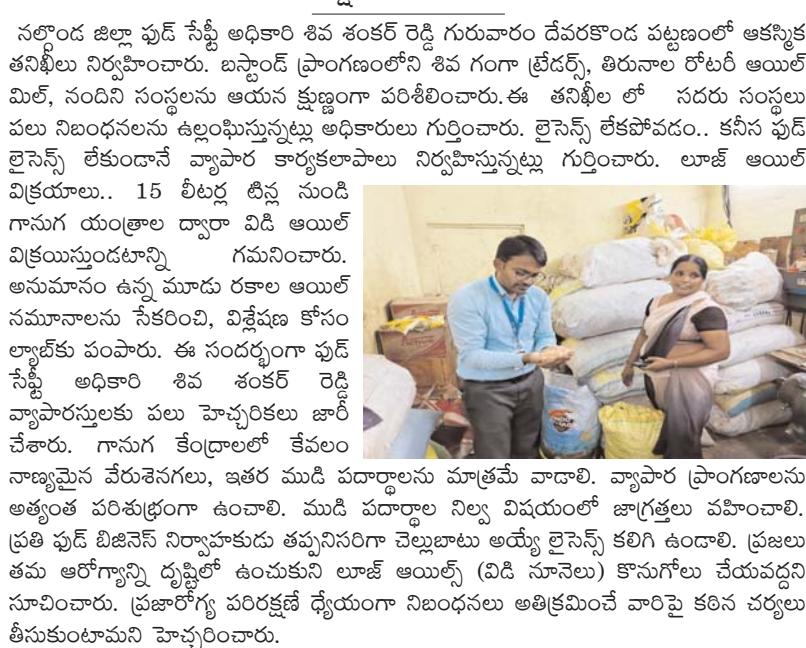 నల్గొండ జిల్లా ఫుడ్ సేఫ్టీ అధికారి శివ శంకర్ రెడ్డి గురువారం దేవరకొండ పట్టణంలో ఆకస్మిక
తనిఖీలు నిర్వహించారు. బస్టాండ్ ప్రాంగణంలోని శివ గంగా ట్రేడర్స్, తిరునాల రోటరీ ఆయిల్
మిల్, నందిని సంస్థలను ఆయన క్షుణ్ణంగా పరిశీలించారు.ఈ తనిఖీల లో సదరు సంస్థలు
పలు నిబంధనలను ఉల్లంఘిస్తున్నట్లు అధికారులు గుర్తించారు. లైసెన్స్ లేకపోవడం.. కనీస ఫుడ్
లైసెన్స్ లేకుండానే వ్యాపార కార్యకలాపాలు నిర్వహిస్తున్నట్లు గుర్తించారు. లూజ్ ఆయిల్
విక్రయాలు.. 15 లీటర్ల టిన్ల నుండి
గానుగ యంత్రాల ద్వారా విడి ఆయిల్
విక్రయిస్తుండటాన్ని గమనించారు.
అనుమానం ఉన్న మూడు రకాల ఆయిల్
నమూనాలను సేకరించి, విశ్లేషణ కోసం
ల్యాబ్‌కు పంపారు. ఈ సందర్భంగా ఫుడ్
సేఫ్టీ అధికారి శివ శంకర్ రెడ్డి
వ్యాపారస్తులకు పలు హెచ్చరికలు జారీ
చేశారు. గానుగ కేంద్రాలలో కేవలం
నాణ్యమైన వేరుశెనగలు, ఇతర ముడి పదార్థాలను మాత్రమే వాడాలి. వ్యాపార ప్రాంగణాలను
అత్యంత పరిశుభ్రంగా ఉంచాలి. ముడి పదార్థాల నిల్వ విషయంలో జాగ్రత్తలు వహించాలి.
ప్రతి ఫుడ్ బిజినెస్ నిర్వాహకుడు తప్పనిసరిగా చెల్లుబాటు అయ్యే లైసెన్స్ కలిగి ఉండాలి. ప్రజలు
తమ ఆరోగ్యాన్ని దృష్టిలో ఉంచుకుని లూజ్ ఆయిల్స్ (విడి నూనెలు) కొనుగోలు చేయవద్దని
సూచించారు. ప్రజారోగ్య పరిరక్షణే ధ్యేయంగా నిబంధనలు అతిక్రమించే వారిపై కఠిన చర్యలు
తీసుకుంటామని హెచ్చరించారు.